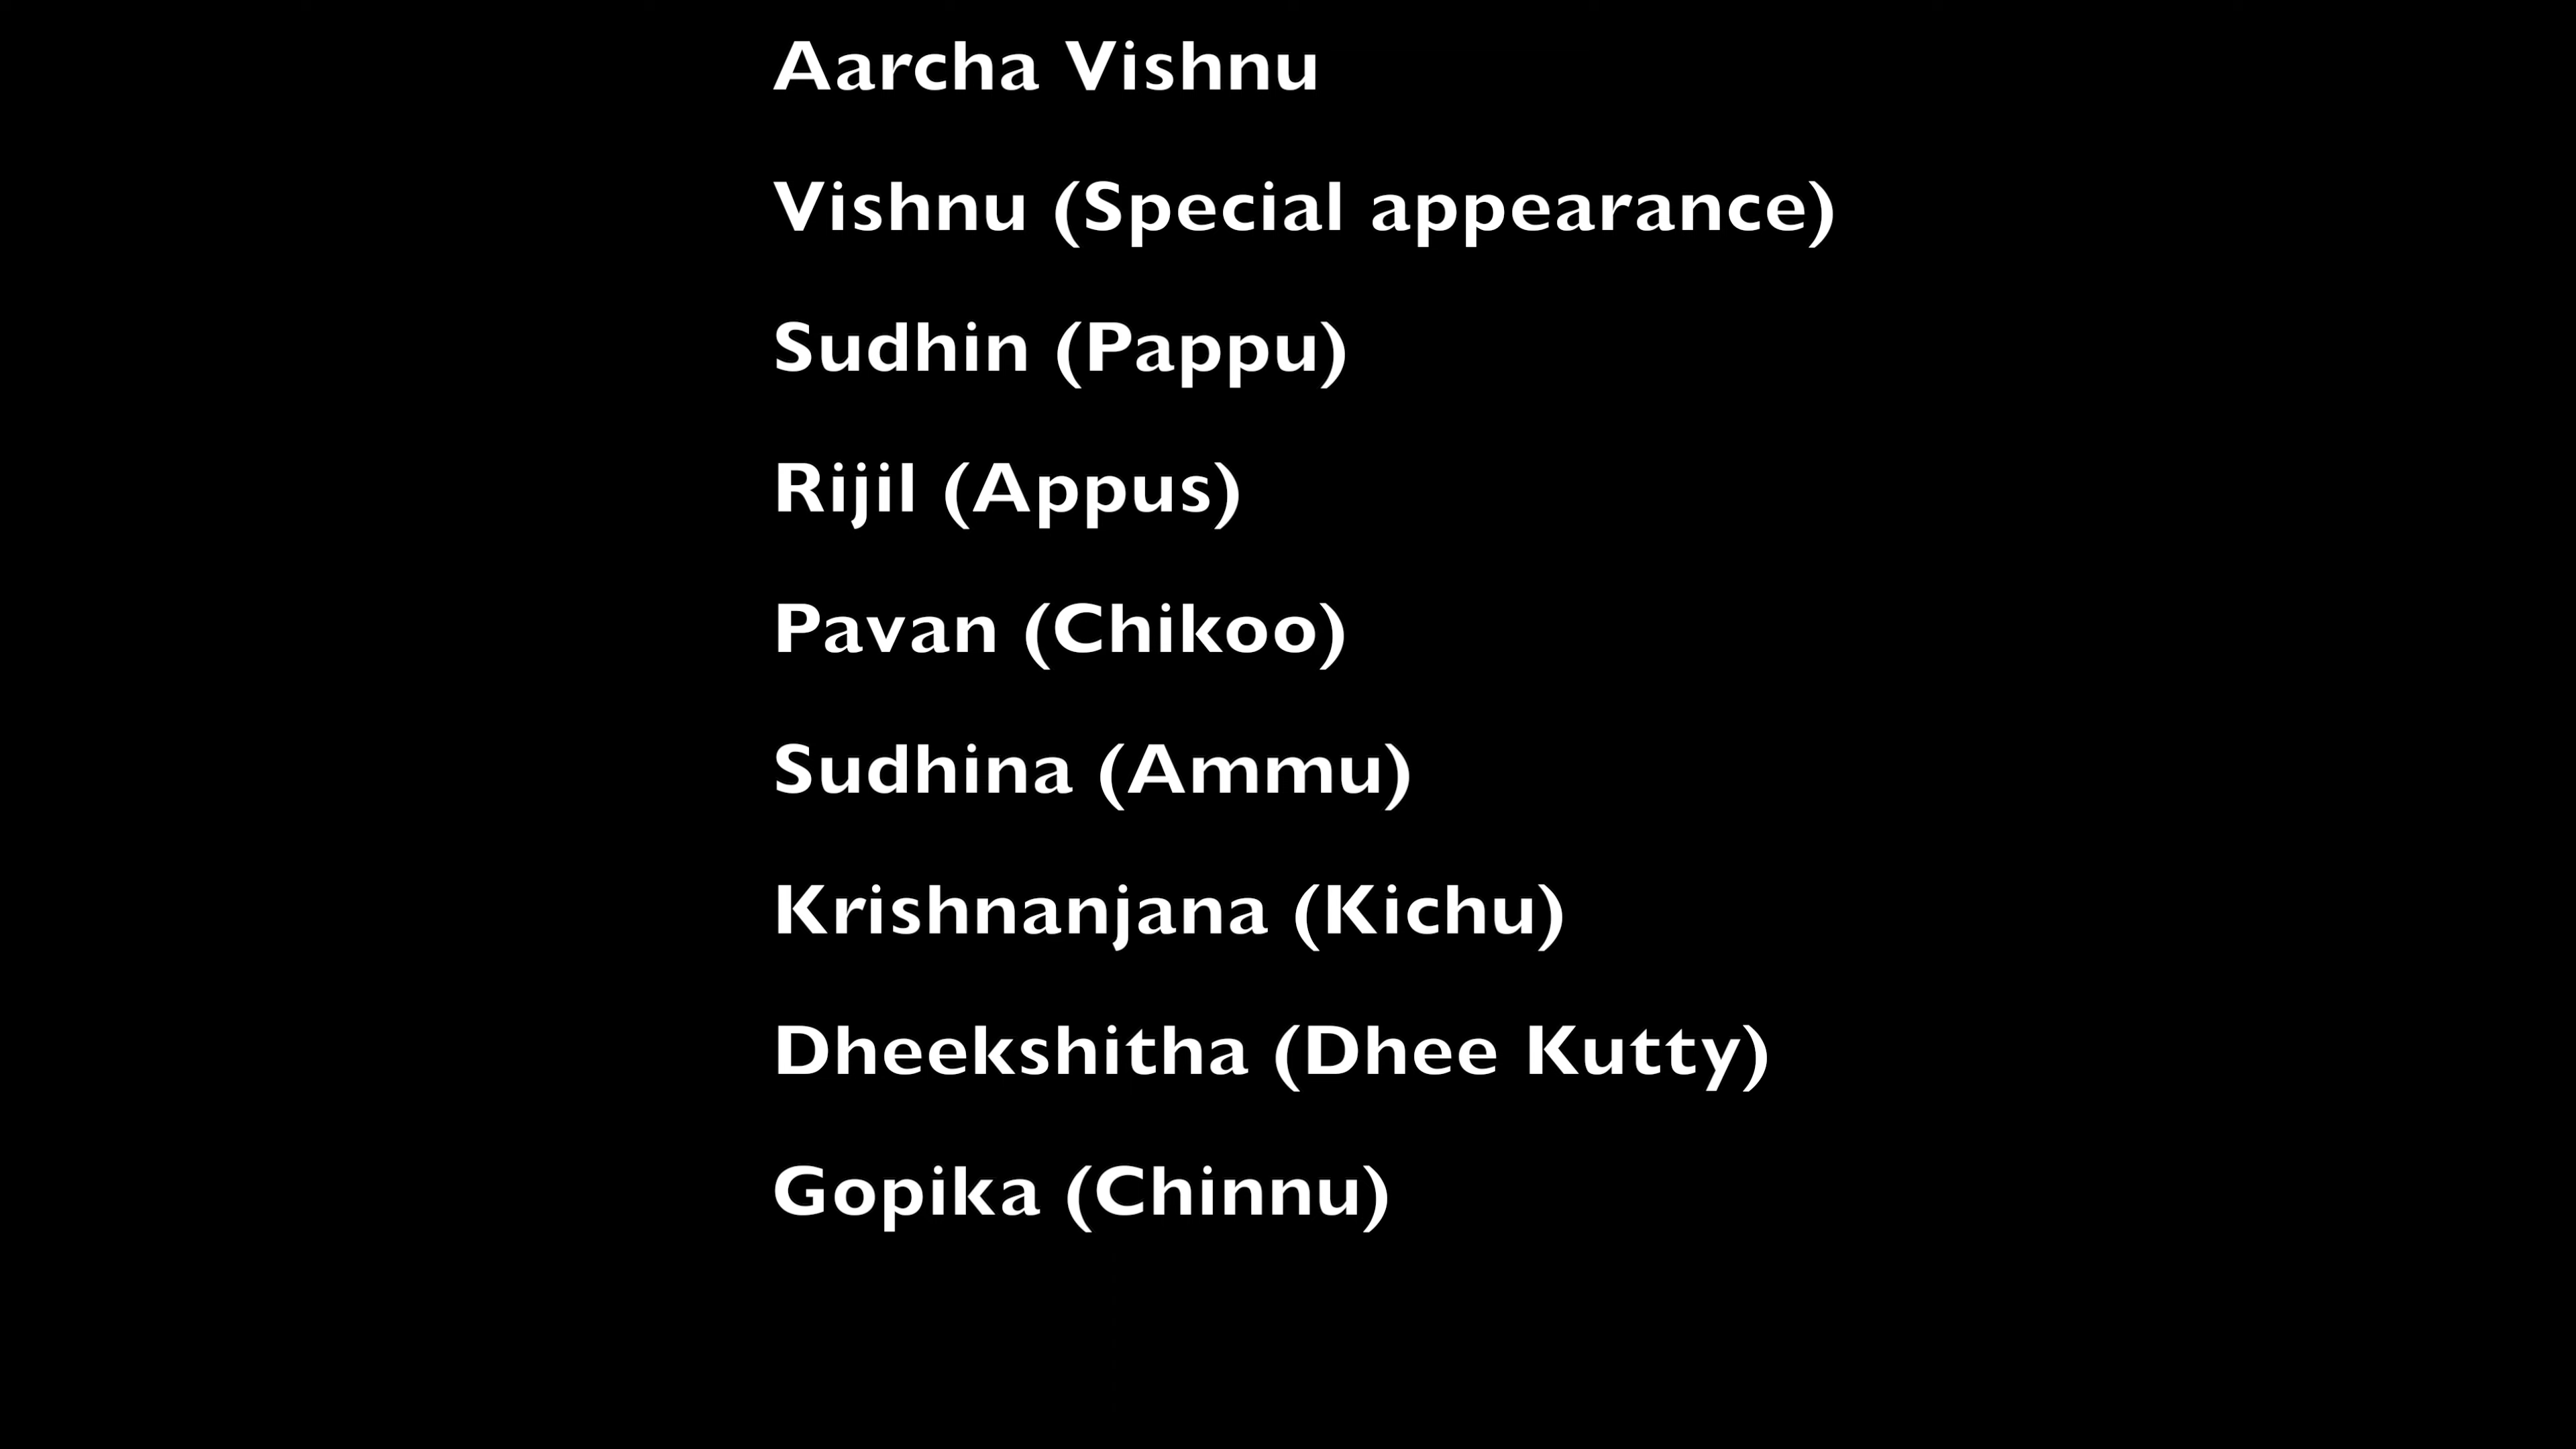 Aarcha Vishnu
Vishnu (Special appearance)
Sudhin (Pappu)
Rijil (Appus)
Pavan (Chikoo)
Sudhina (Ammu)
Krishnanjana (Kichu)
Dheekshitha (Dhee Kutty)
Gopika (Chinnu)